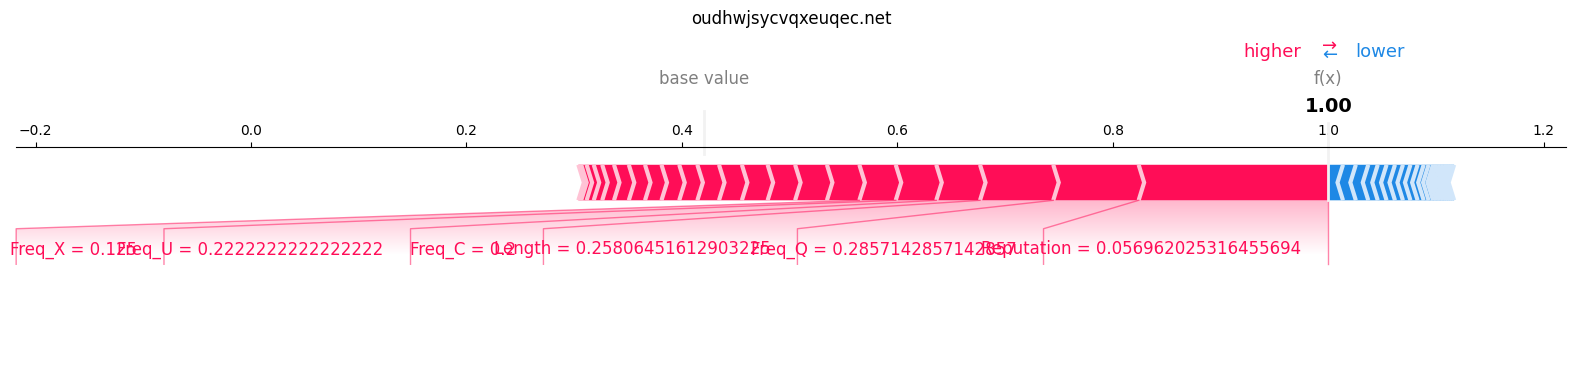 oudhwjsycvqxeuqec.net
higher → ← lower
base value f(x)
1.00
−0.2 0.0 0.2 0.4 0.6 0.8 1.0 1.2
Freq_X = 0.125 Freq_U = 0.2222222222222222 Freq_C = 0.2 Length = 0.25806451612903225 Freq_Q = 0.2857142857142857 Reputation = 0.056962025316455694